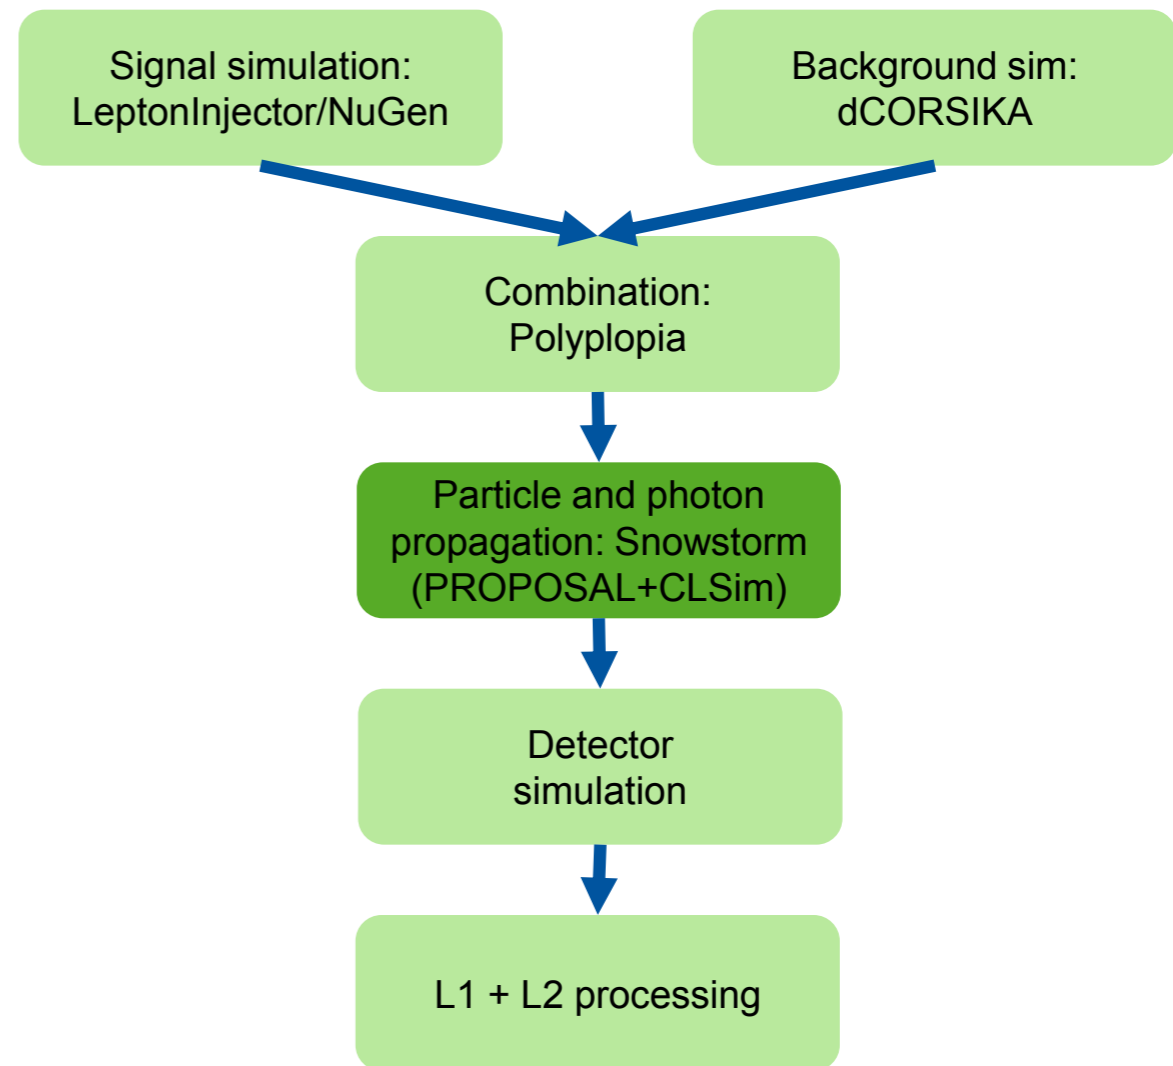 Signal simulation:
LeptonInjector/NuGen
Background sim:
dCORSIKA
Combination:
Polyplopia
Particle and photon
propagation: Snowstorm
(PROPOSAL+CLSim)
Detector
simulation
L1 + L2 processing